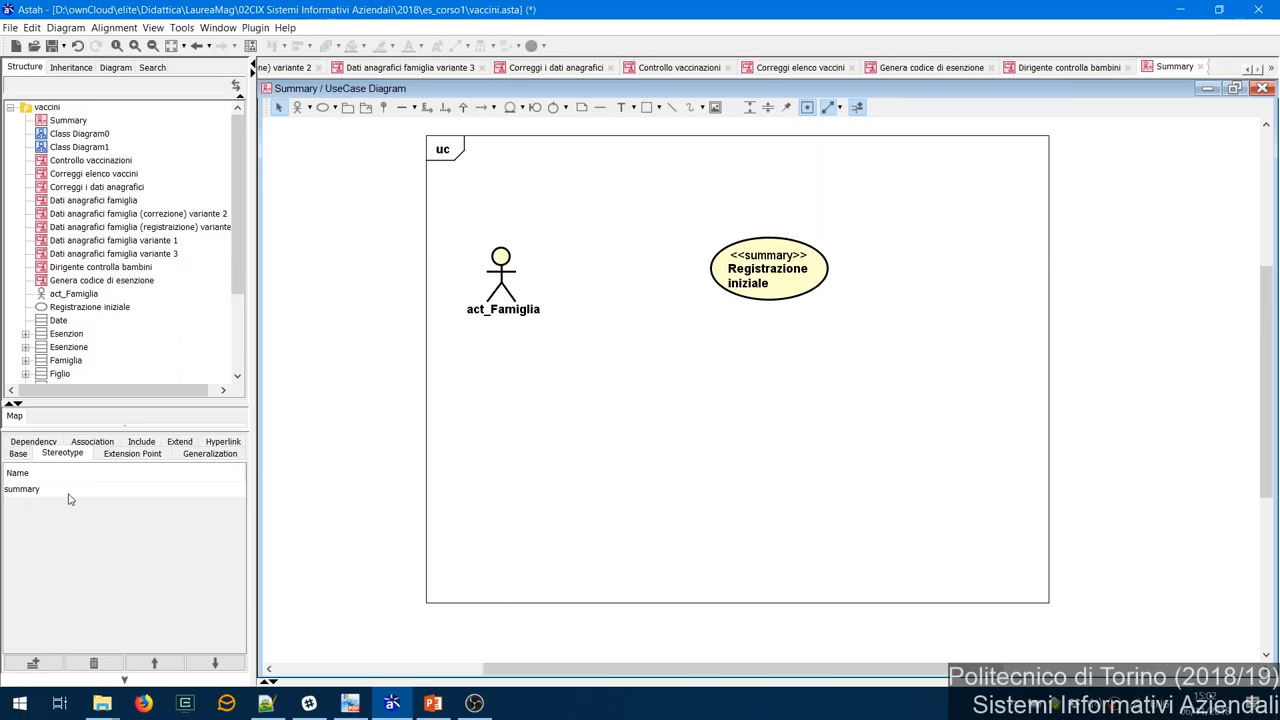 Astah - [D:\ownCloud\elite\Didattica\LaureaMag\02CIX Sistemi Informativi Aziendali\2018\es_corso1\vaccini.asta] (*)
File Edit Diagram Alignment View Tools Window Plugin Help
Structure Inheritance Diagram Search
ne) variante 2 Dati anagrafici famiglia variante 3 Correggi i dati anagrafici Controllo vaccinazioni Correggi elenco vaccini Genera codice di esenzione Dirigente controlla bambini Summary
Summary / UseCase Diagram
vaccini
Summary
Class Diagram0
Class Diagram1
Controllo vaccinazioni
Correggi elenco vaccini
Correggi i dati anagrafici
Dati anagrafici famiglia
Dati anagrafici famiglia (correzione) variante 2
Dati anagrafici famiglia (registraizione) variante
Dati anagrafici famiglia variante 1
Dati anagrafici famiglia variante 3
Dirigente controlla bambini
Genera codice di esenzione
act_Famiglia
Registrazione iniziale
Date
Esenzion
Esenzione
Famiglia
Figlio
Map
Dependency Association Include Extend Hyperlink
Base Stereotype Extension Point Generalization
Name
summary
uc
act_Famiglia
<<summary>>
Registrazione
iniziale
Politecnico di Torino (2018/19)
Sistemi Informativi Aziendali
15:02